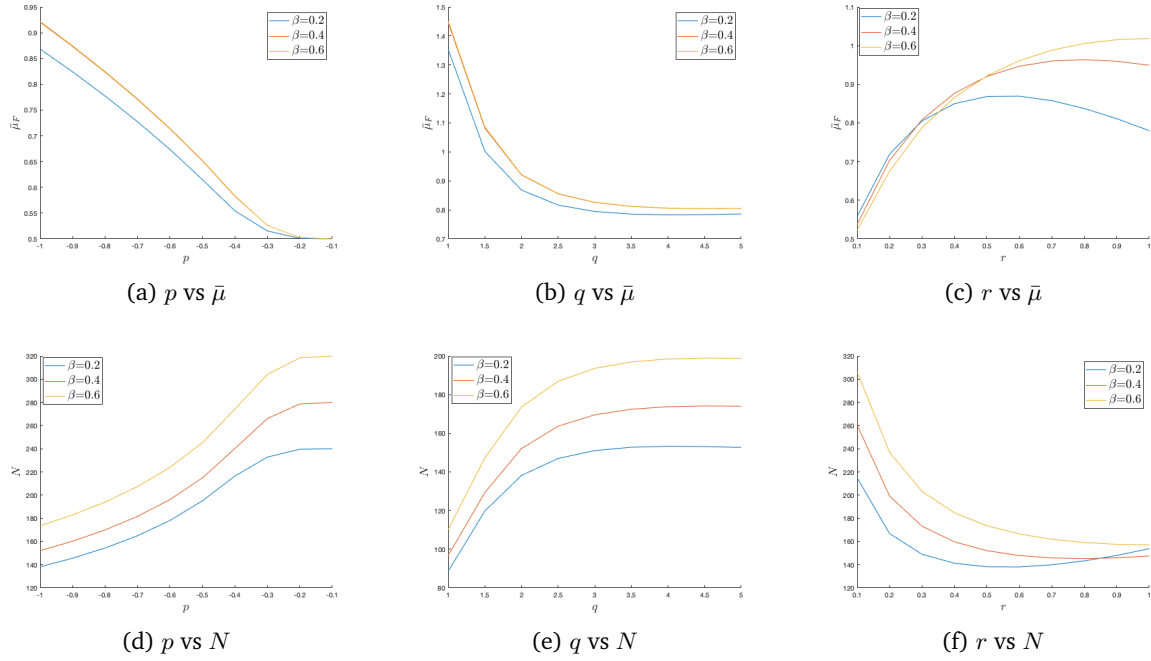 0.95
0.9
0.85
0.8
0.75
0.7
0.65
0.6
0.55
0.5
μ̄_F
-1 -0.9 -0.8 -0.7 -0.6 -0.5 -0.4 -0.3 -0.2 -0.1
p
β=0.2
β=0.4
β=0.6
(a) p vs μ̄
1.5
1.4
1.3
1.2
1.1
1
0.9
0.8
0.7
μ̄_F
1 1.5 2 2.5 3 3.5 4 4.5 5
q
β=0.2
β=0.4
β=0.6
(b) q vs μ̄
1.1
1
0.9
0.8
0.7
0.6
0.5
μ̄_F
0.1 0.2 0.3 0.4 0.5 0.6 0.7 0.8 0.9 1
r
β=0.2
β=0.4
β=0.6
(c) r vs μ̄
320
300
280
260
240
220
200
180
160
140
120
N
-1 -0.9 -0.8 -0.7 -0.6 -0.5 -0.4 -0.3 -0.2 -0.1
p
β=0.2
β=0.4
β=0.6
(d) p vs N
200
180
160
140
120
100
80
N
1 1.5 2 2.5 3 3.5 4 4.5 5
q
β=0.2
β=0.4
β=0.6
(e) q vs N
320
300
280
260
240
220
200
180
160
140
120
N
0.1 0.2 0.3 0.4 0.5 0.6 0.7 0.8 0.9 1
r
β=0.2
β=0.4
β=0.6
(f) r vs N